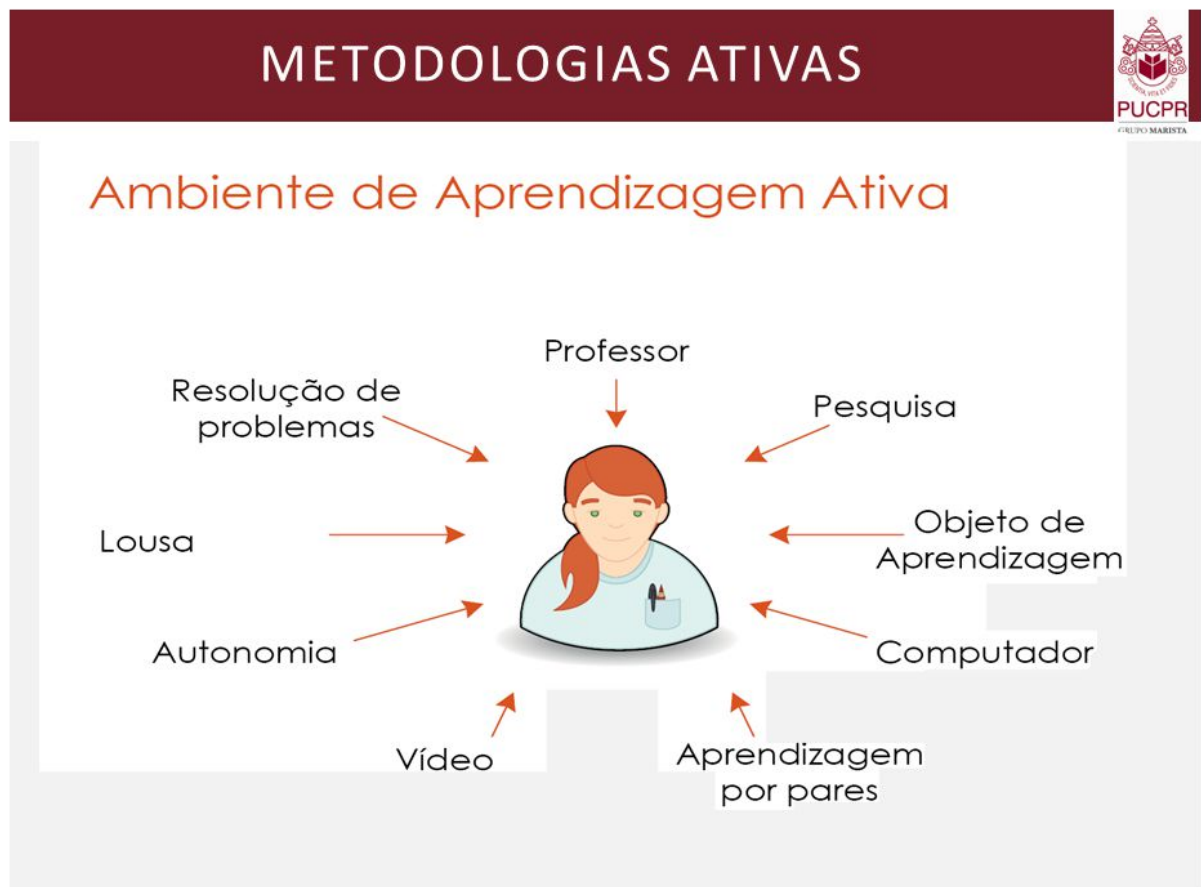 METODOLOGIAS ATIVAS
PUCPR
GRUPO MARISTA
Ambiente de Aprendizagem Ativa
Professor
Resolução de
problemas
Pesquisa
Lousa
Objeto de
Aprendizagem
Autonomia
Computador
Vídeo
Aprendizagem
por pares